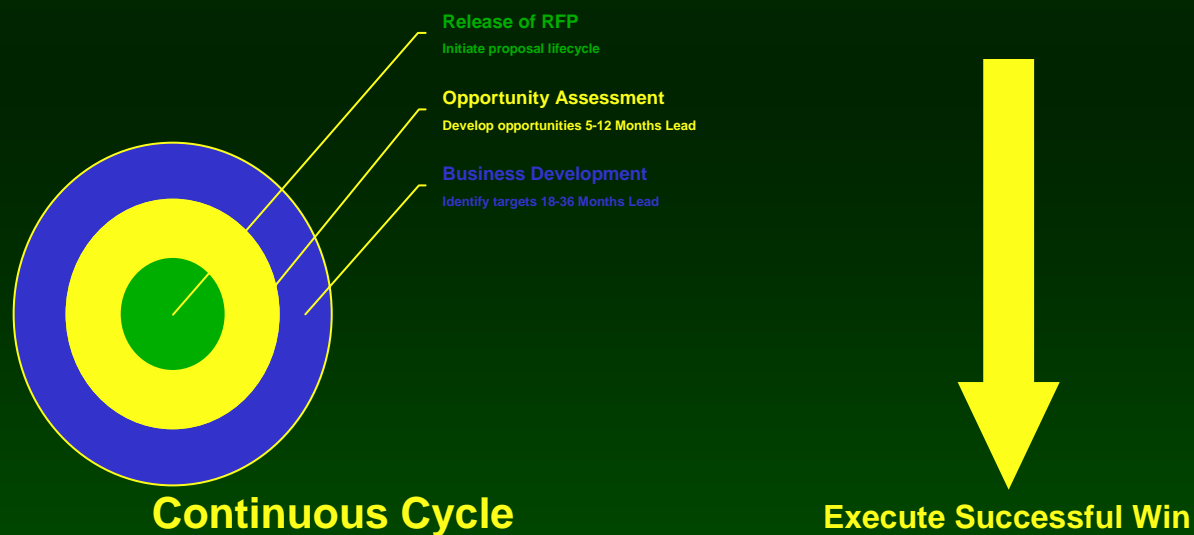 Release of RFP
Initiate proposal lifecycle
Opportunity Assessment
Develop opportunities 5-12 Months Lead
Business Development
Identify targets 18-36 Months Lead
Continuous Cycle
Execute Successful Win